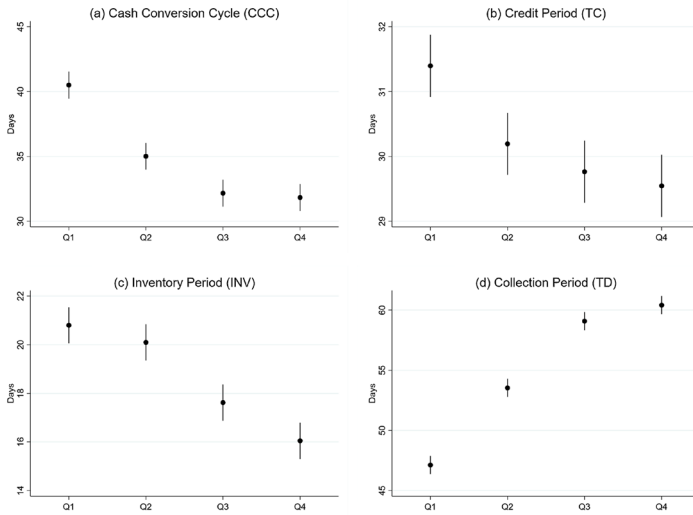 (a) Cash Conversion Cycle (CCC)
45
40
35
30
Days
Q1 Q2 Q3 Q4
(b) Credit Period (TC)
32
31
30
29
Days
Q1 Q2 Q3 Q4
(c) Inventory Period (INV)
22
20
18
16
14
Days
Q1 Q2 Q3 Q4
(d) Collection Period (TD)
60
55
50
45
Days
Q1 Q2 Q3 Q4